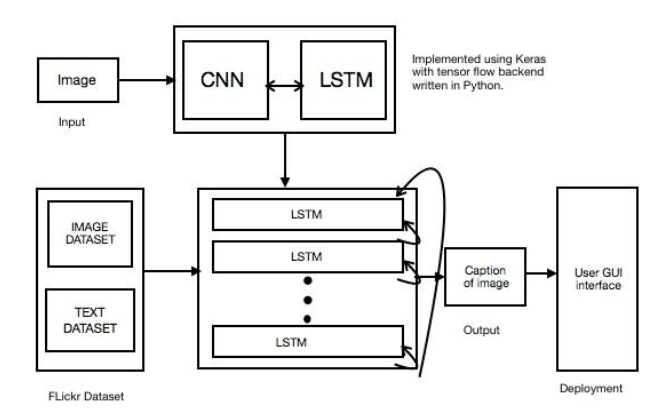 Image
Input
CNN
LSTM
Implemented using Keras
with tensor flow backend
written in Python.
IMAGE
DATASET
TEXT
DATASET
FLickr Dataset
LSTM
LSTM
LSTM
Caption
of image
Output
User GUI
interface
Deployment